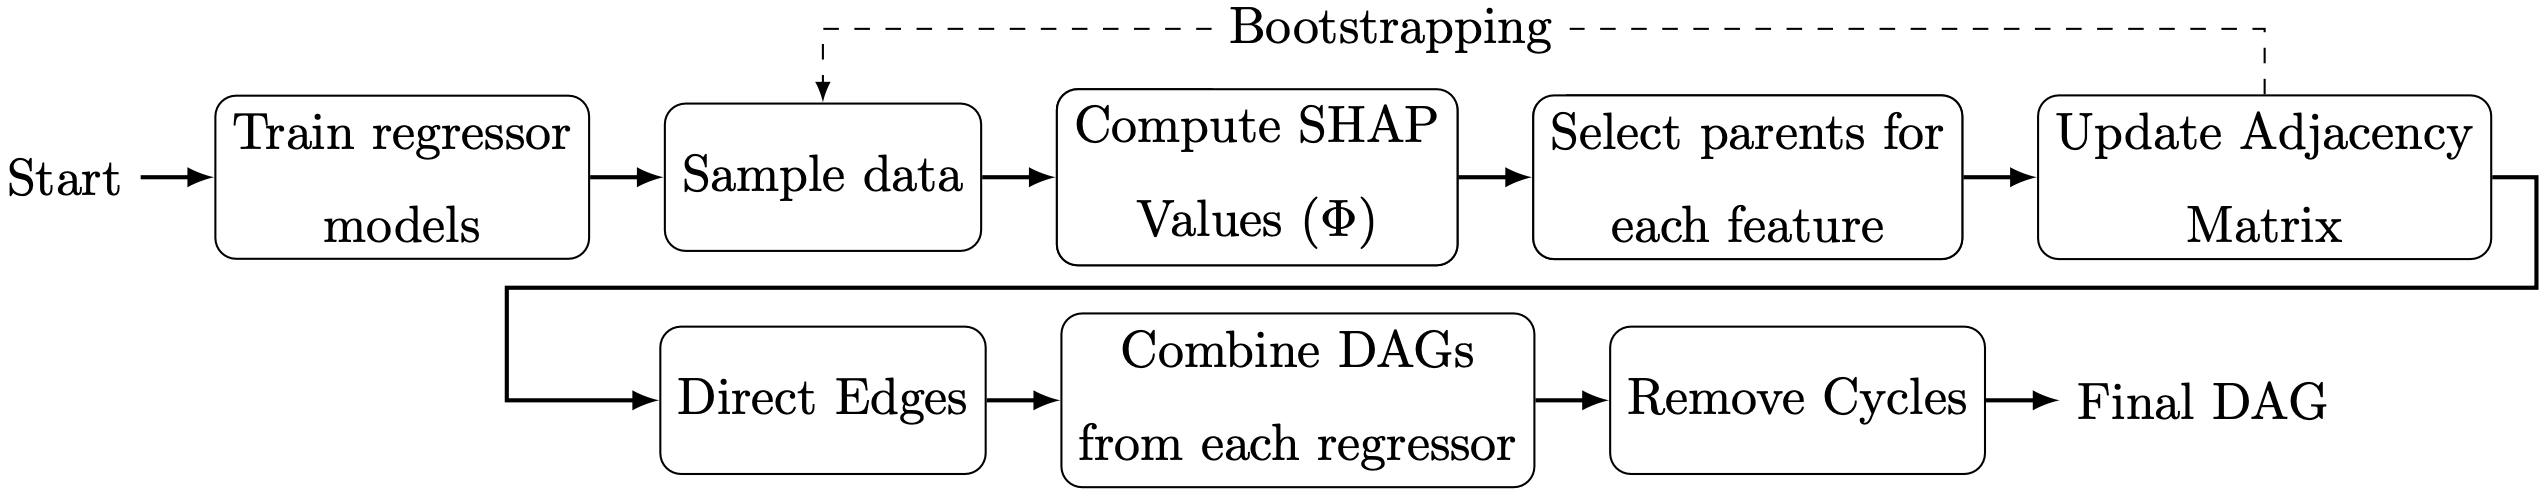 Bootstrapping
Start
Train regressor
models
Sample data
Compute SHAP
Values (Φ)
Select parents for
each feature
Update Adjacency
Matrix
Direct Edges
Combine DAGs
from each regressor
Remove Cycles
Final DAG